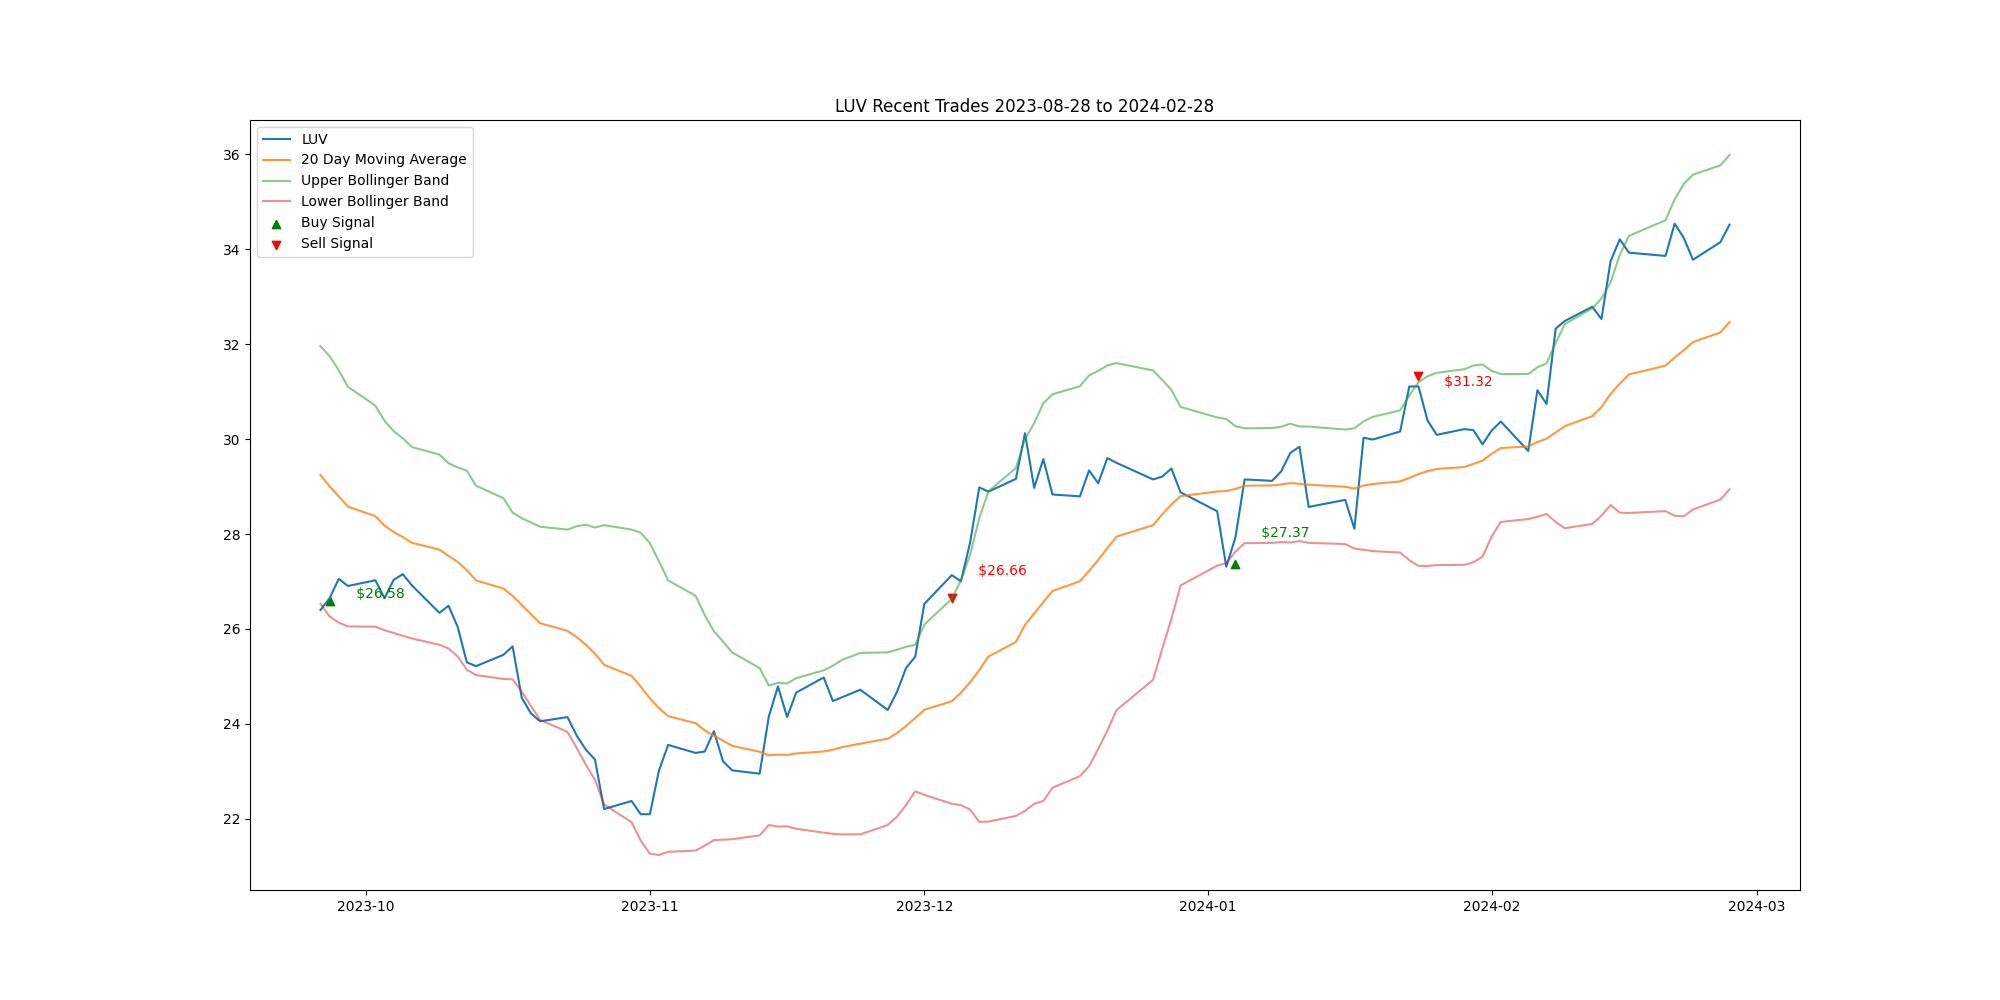 LUV Recent Trades 2023-08-28 to 2024-02-28
LUV
20 Day Moving Average
Upper Bollinger Band
Lower Bollinger Band
Buy Signal
Sell Signal
36
34
32
30
28
26
24
22
$26.58
$26.66
$27.37
$31.32
2023-10
2023-11
2023-12
2024-01
2024-02
2024-03